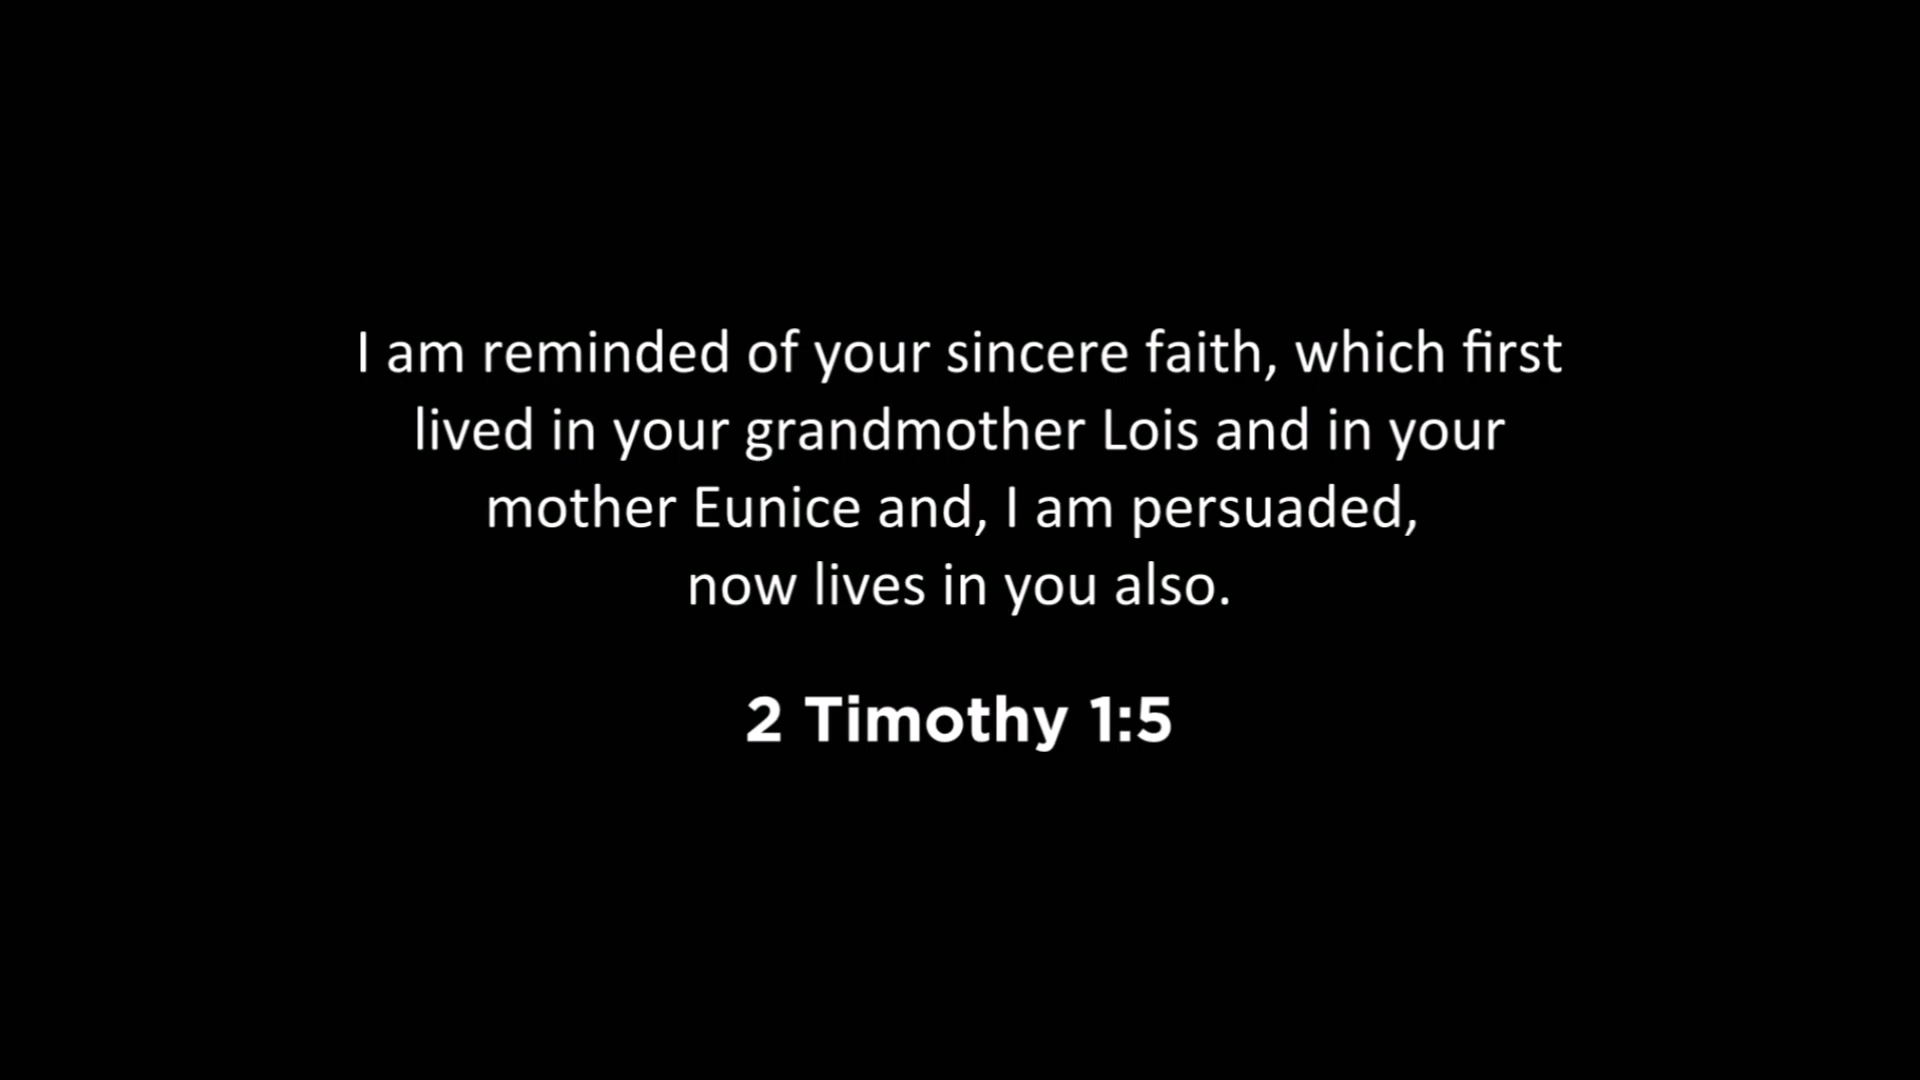 I am reminded of your sincere faith, which first
lived in your grandmother Lois and in your
mother Eunice and, I am persuaded,
now lives in you also.
2 Timothy 1:5